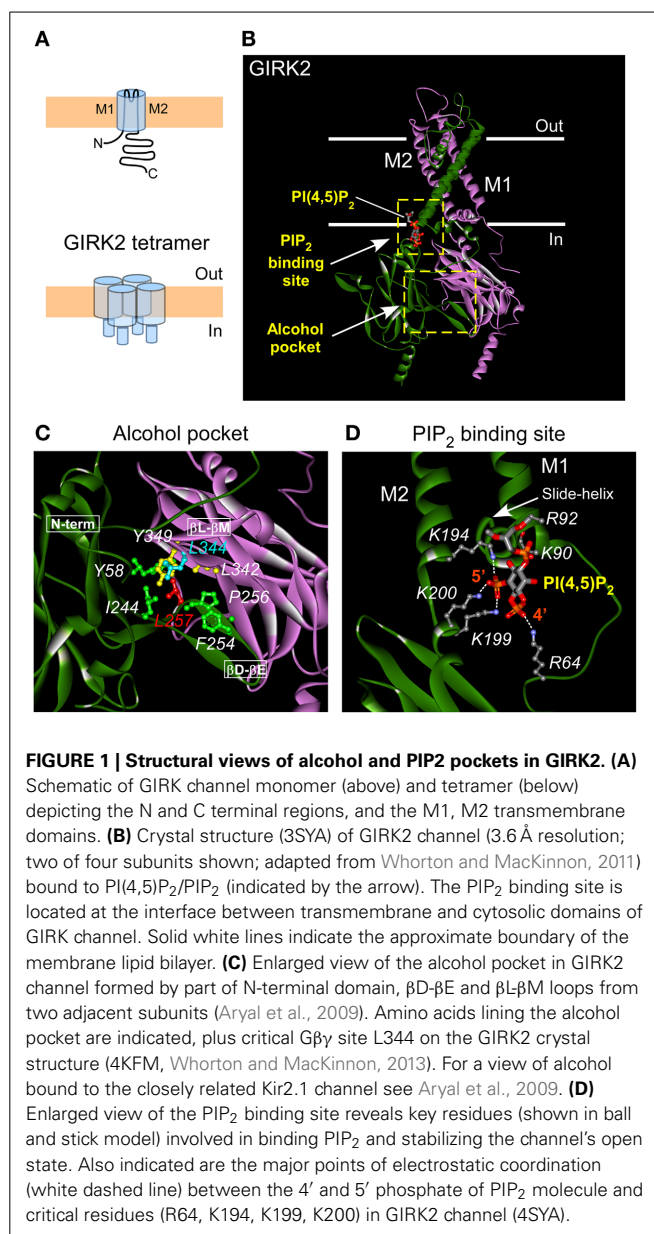 A
M1
M2
N
C
GIRK2 tetramer
Out
In
B
GIRK2
Out
M2
M1
PI(4,5)P₂
In
PIP₂
binding
site
Alcohol
pocket
C
Alcohol pocket
N-term
βL-βM
Y349
L344
Y58
L342
I244
P256
L257
F254
βD-βE
D
PIP₂ binding site
M1
M2
Slide-helix
R92
K194
K90
PI(4,5)P₂
5′
K200
4′
K199
R64
FIGURE 1 | Structural views of alcohol and PIP2 pockets in GIRK2. (A)
Schematic of GIRK channel monomer (above) and tetramer (below)
depicting the N and C terminal regions, and the M1, M2 transmembrane
domains. (B) Crystal structure (3SYA) of GIRK2 channel (3.6 Å resolution;
two of four subunits shown; adapted from Whorton and MacKinnon, 2011)
bound to PI(4,5)P₂/PIP₂ (indicated by the arrow). The PIP₂ binding site is
located at the interface between transmembrane and cytosolic domains of
GIRK channel. Solid white lines indicate the approximate boundary of the
membrane lipid bilayer. (C) Enlarged view of the alcohol pocket in GIRK2
channel formed by part of N-terminal domain, βD-βE and βL-βM loops from
two adjacent subunits (Aryal et al., 2009). Amino acids lining the alcohol
pocket are indicated, plus critical Gβγ site L344 on the GIRK2 crystal
structure (4KFM, Whorton and MacKinnon, 2013). For a view of alcohol
bound to the closely related Kir2.1 channel see Aryal et al., 2009. (D)
Enlarged view of the PIP₂ binding site reveals key residues (shown in ball
and stick model) involved in binding PIP₂ and stabilizing the channel's open
state. Also indicated are the major points of electrostatic coordination
(white dashed line) between the 4′ and 5′ phosphate of PIP₂ molecule and
critical residues (R64, K194, K199, K200) in GIRK2 channel (4SYA).